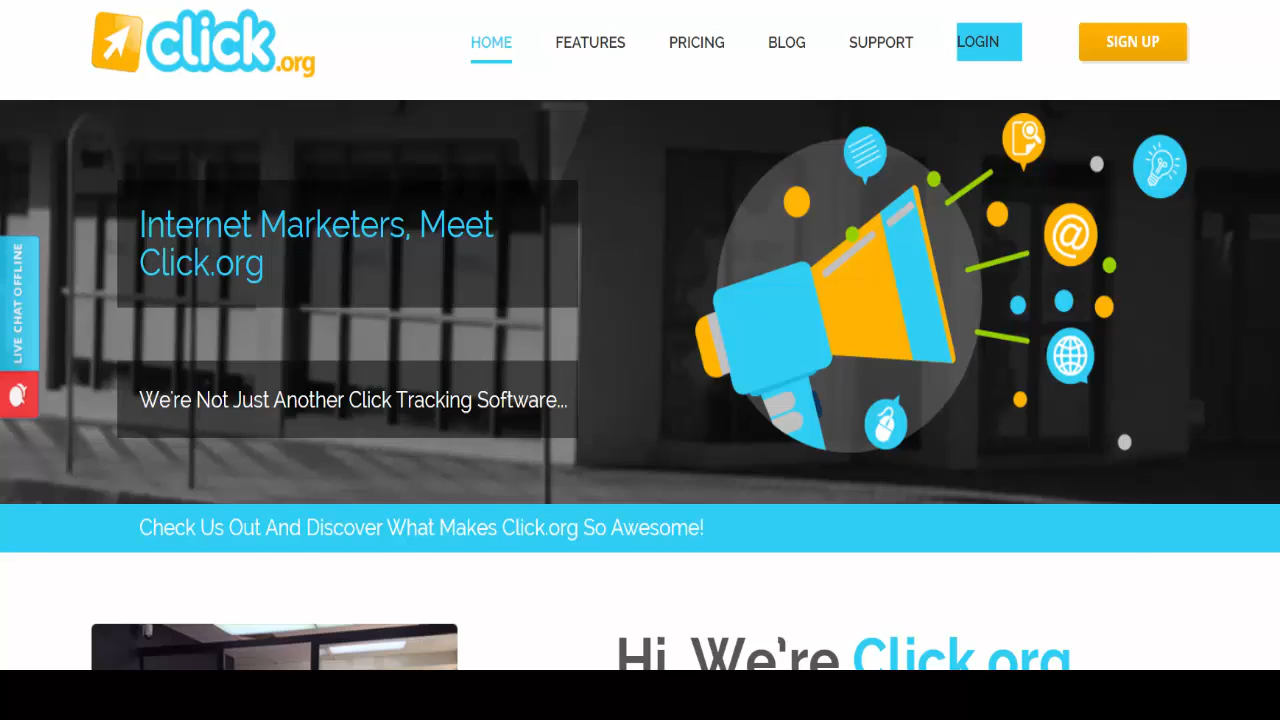 click.org
HOME
FEATURES
PRICING
BLOG
SUPPORT
LOGIN
SIGN UP
Internet Marketers, Meet
Click.org
We're Not Just Another Click Tracking Software...
LIVE CHAT OFFLINE
@
Check Us Out And Discover What Makes Click.org So Awesome!
Hi, We're Click.org